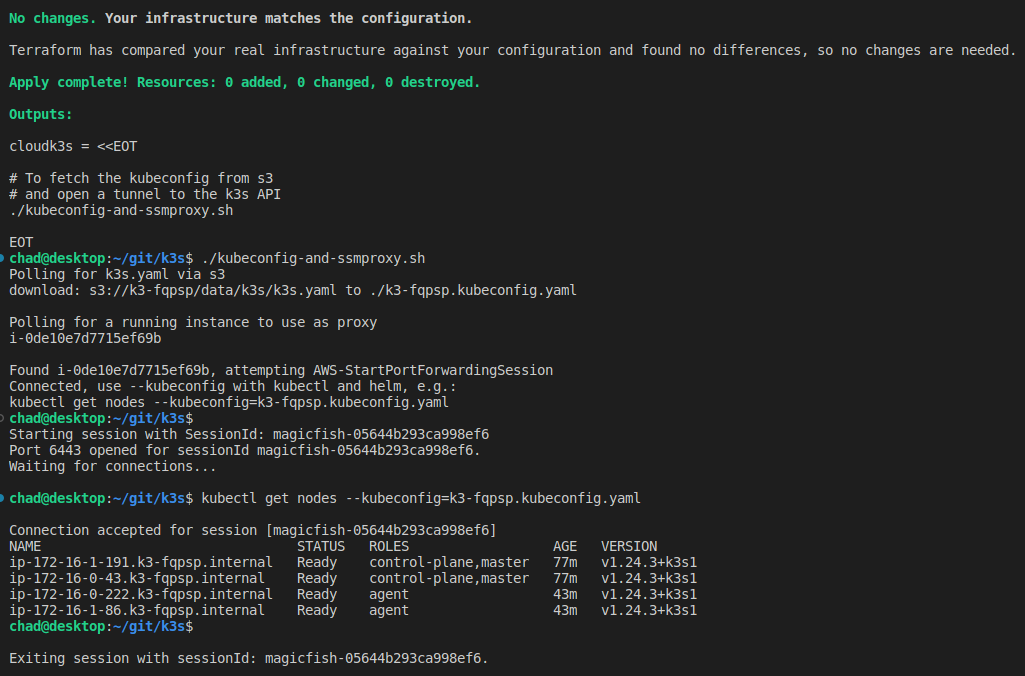 No changes. Your infrastructure matches the configuration.
Terraform has compared your real infrastructure against your configuration and found no differences, so no changes are needed.
Apply complete! Resources: 0 added, 0 changed, 0 destroyed.
Outputs:
cloudk3s = <<EOT
# To fetch the kubeconfig from s3
# and open a tunnel to the k3s API
./kubeconfig-and-ssmproxy.sh
EOT
chad@desktop:~/git/k3s$ ./kubeconfig-and-ssmproxy.sh
Polling for k3s.yaml via s3
download: s3://k3-fqpsp/data/k3s/k3s.yaml to ./k3-fqpsp.kubeconfig.yaml
Polling for a running instance to use as proxy
i-0de10e7d7715ef69b
Found i-0de10e7d7715ef69b, attempting AWS-StartPortForwardingSession
Connected, use --kubeconfig with kubectl and helm, e.g.:
kubectl get nodes --kubeconfig=k3-fqpsp.kubeconfig.yaml
chad@desktop:~/git/k3s$
Starting session with SessionId: magicfish-05644b293ca998ef6
Port 6443 opened for sessionId magicfish-05644b293ca998ef6.
Waiting for connections...
chad@desktop:~/git/k3s$ kubectl get nodes --kubeconfig=k3-fqpsp.kubeconfig.yaml
Connection accepted for session [magicfish-05644b293ca998ef6]
NAME STATUS ROLES AGE VERSION
ip-172-16-1-191.k3-fqpsp.internal Ready control-plane,master 77m v1.24.3+k3s1
ip-172-16-0-43.k3-fqpsp.internal Ready control-plane,master 77m v1.24.3+k3s1
ip-172-16-0-222.k3-fqpsp.internal Ready agent 43m v1.24.3+k3s1
ip-172-16-1-86.k3-fqpsp.internal Ready agent 43m v1.24.3+k3s1
chad@desktop:~/git/k3s$
Exiting session with sessionId: magicfish-05644b293ca998ef6.